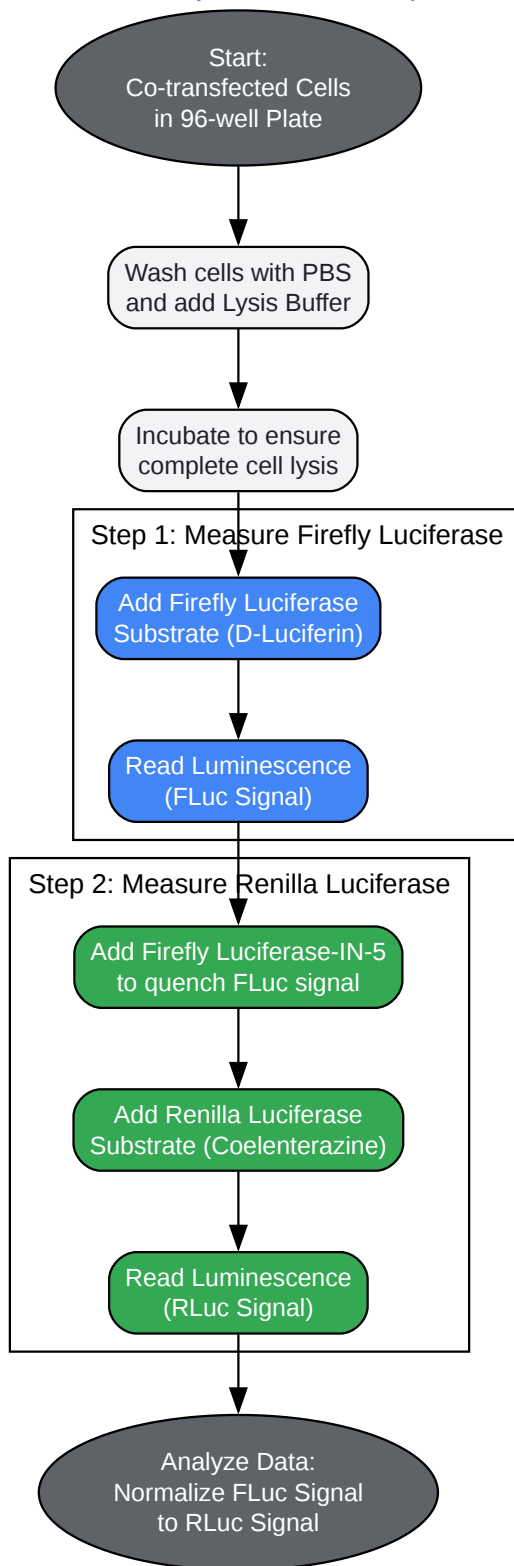 Start:
Co-transfected Cells
in 96-well Plate
Wash cells with PBS
and add Lysis Buffer
Incubate to ensure
complete cell lysis
Step 1: Measure Firefly Luciferase
Add Firefly Luciferase
Substrate (D-Luciferin)
Read Luminescence
(FLuc Signal)
Step 2: Measure Renilla Luciferase
Add Firefly Luciferase-IN-5
to quench FLuc signal
Add Renilla Luciferase
Substrate (Coelenterazine)
Read Luminescence
(RLuc Signal)
Analyze Data:
Normalize FLuc Signal
to RLuc Signal